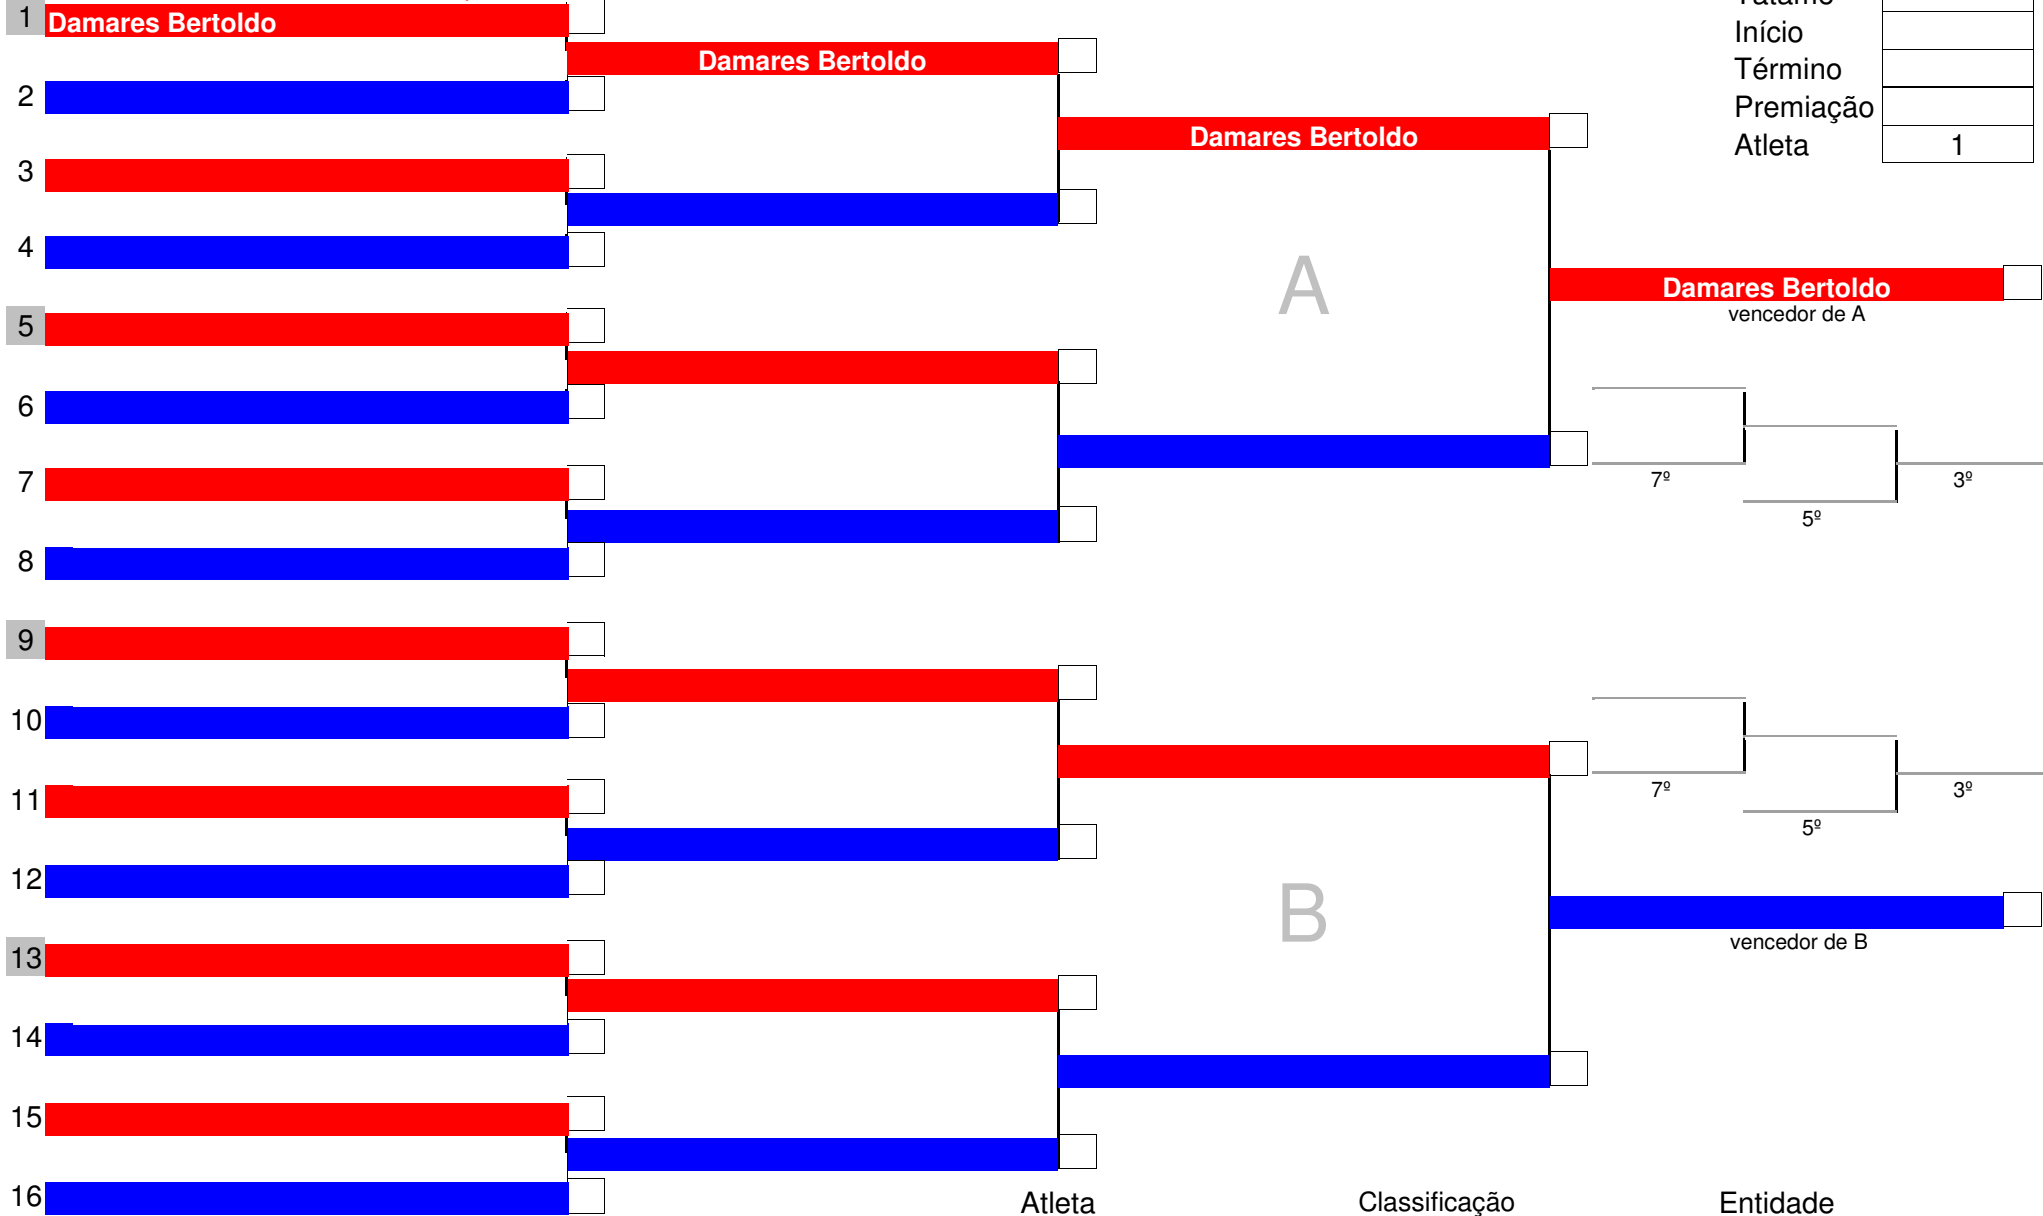 Tatame
1 Damares Bertoldo
Início
Damares Bertoldo
Término
2
Premiação
Damares Bertoldo
Atleta 1
3
4
A
Damares Bertoldo
vencedor de A
5
6
7
7º 3º
5º
8
9
10
7º 3º
11
5º
12
B
vencedor de B
13
14
15
16
Atleta Classificação Entidade